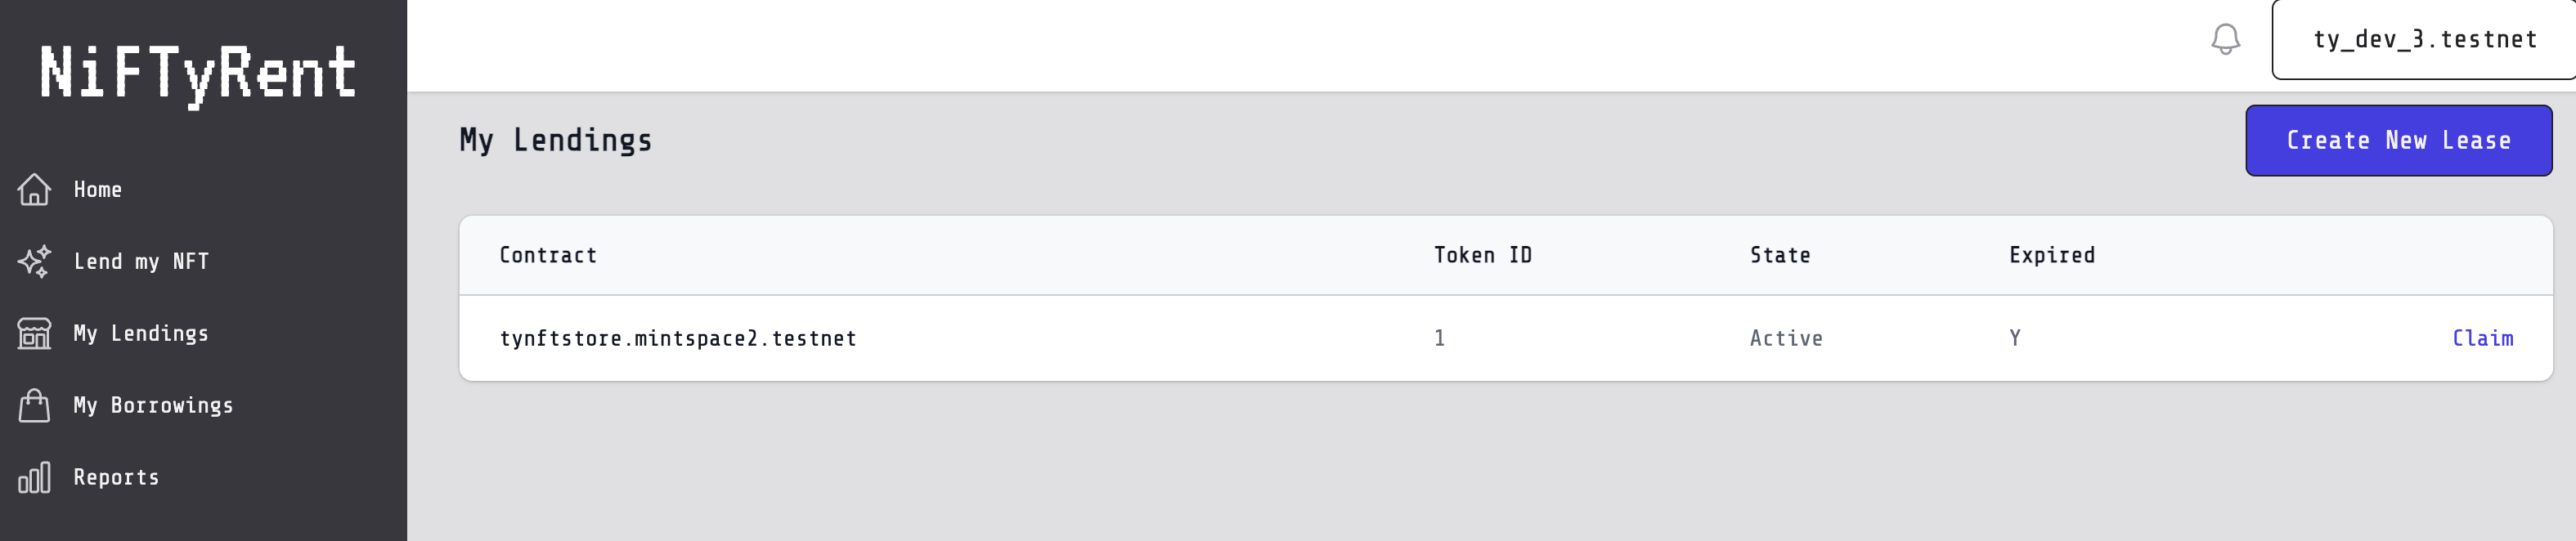 NiFTyRent
ty_dev_3.testnet
Home
Lend my NFT
My Lendings
My Borrowings
Reports
My Lendings
Create New Lease
Contract Token ID State Expired
tynftstore.mintspace2.testnet 1 Active Y Claim